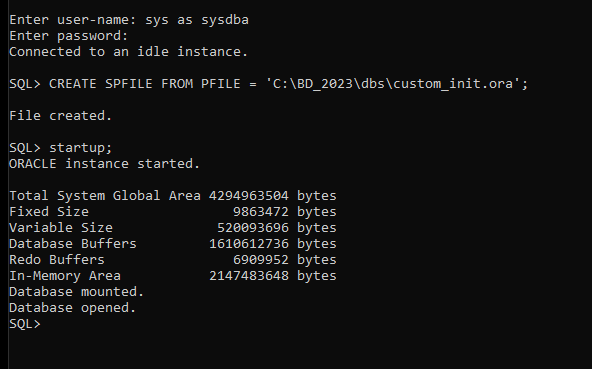 Enter user-name: sys as sysdba
Enter password:
Connected to an idle instance.
SQL> CREATE SPFILE FROM PFILE = 'C:\BD_2023\dbs\custom_init.ora';
File created.
SQL> startup;
ORACLE instance started.
Total System Global Area 4294963504 bytes
Fixed Size                  9863472 bytes
Variable Size             520093696 bytes
Database Buffers         1610612736 bytes
Redo Buffers                6909952 bytes
In-Memory Area           2147483648 bytes
Database mounted.
Database opened.
SQL>